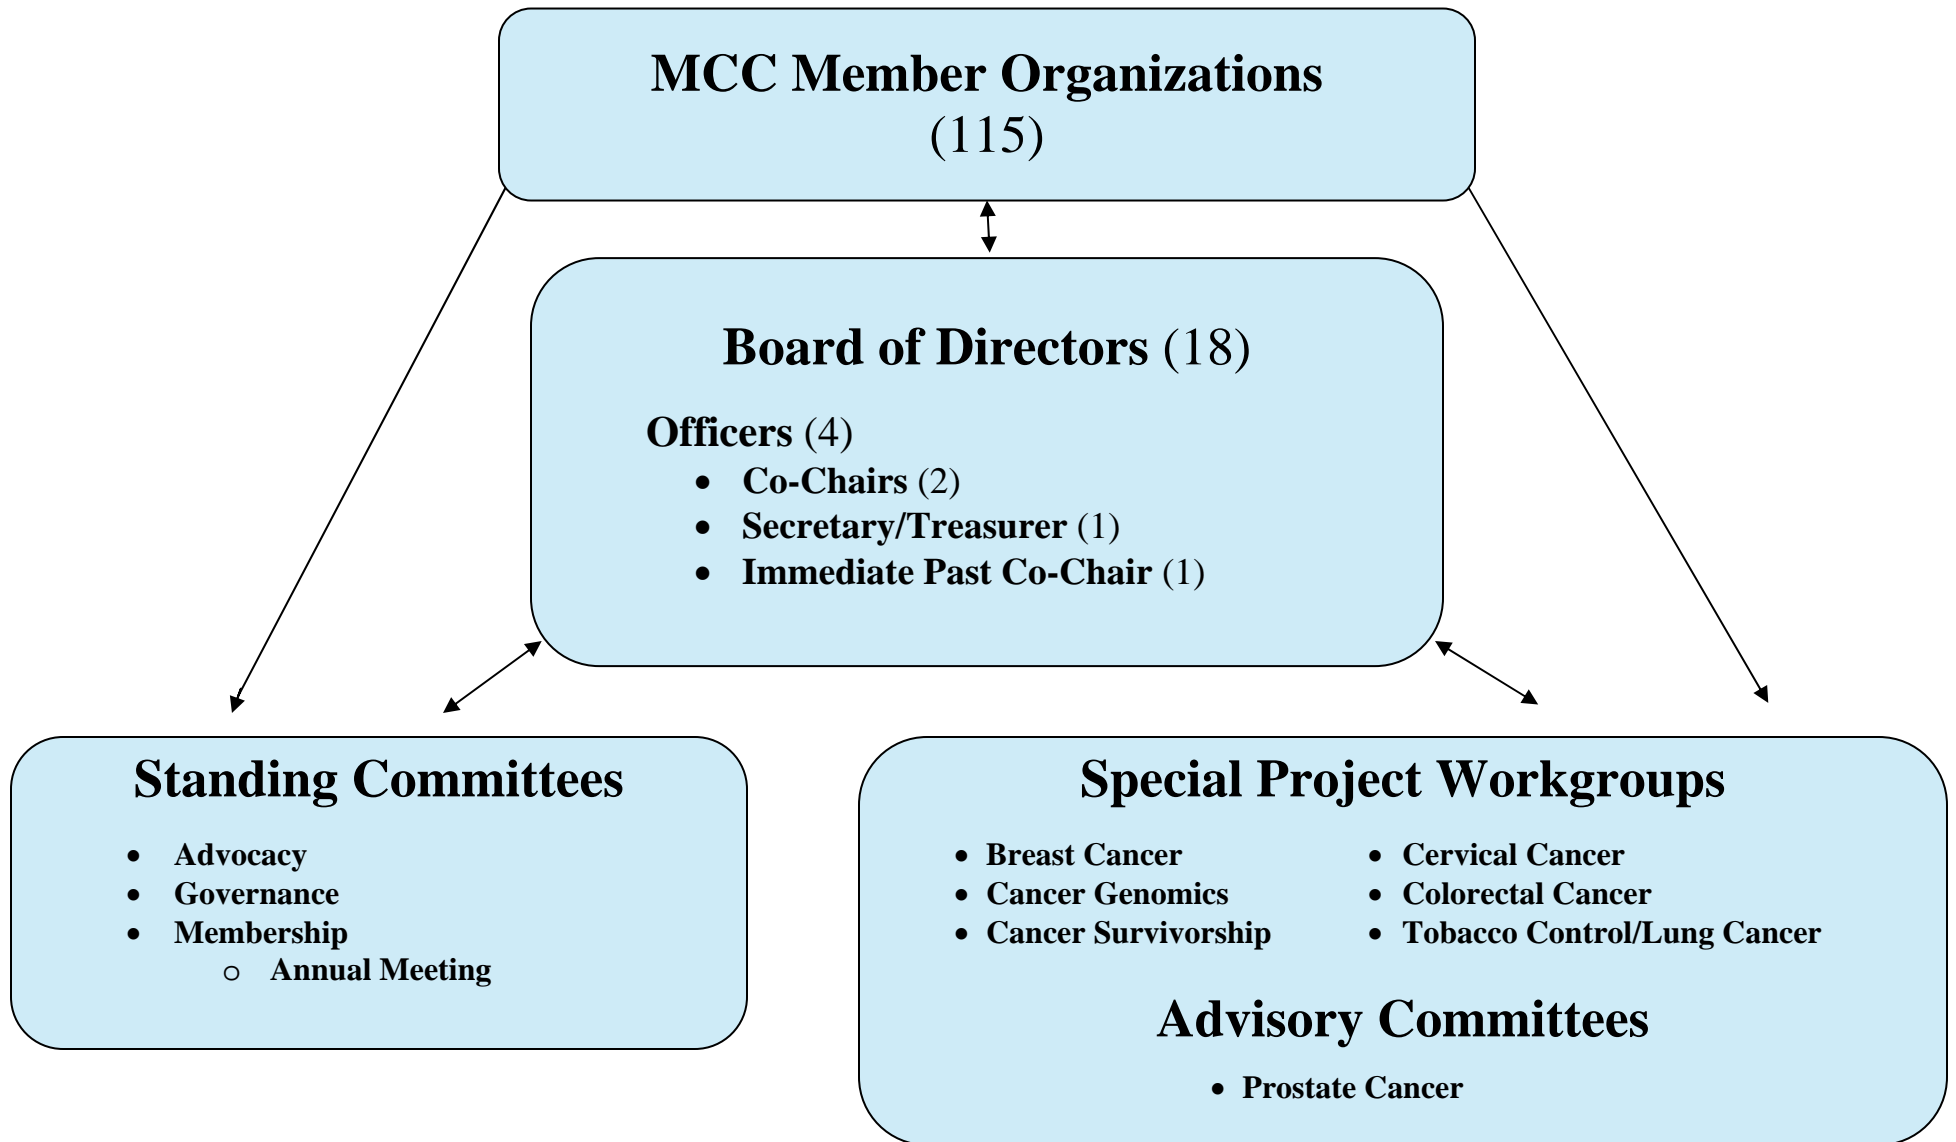 MCC Member Organizations
(115)
Board of Directors (18)
Officers (4)
• Co-Chairs (2)
• Secretary/Treasurer (1)
• Immediate Past Co-Chair (1)
Standing Committees
• Advocacy
• Governance
• Membership
o Annual Meeting
Special Project Workgroups
• Breast Cancer
• Cancer Genomics
• Cancer Survivorship
• Cervical Cancer
• Colorectal Cancer
• Tobacco Control/Lung Cancer
Advisory Committees
• Prostate Cancer